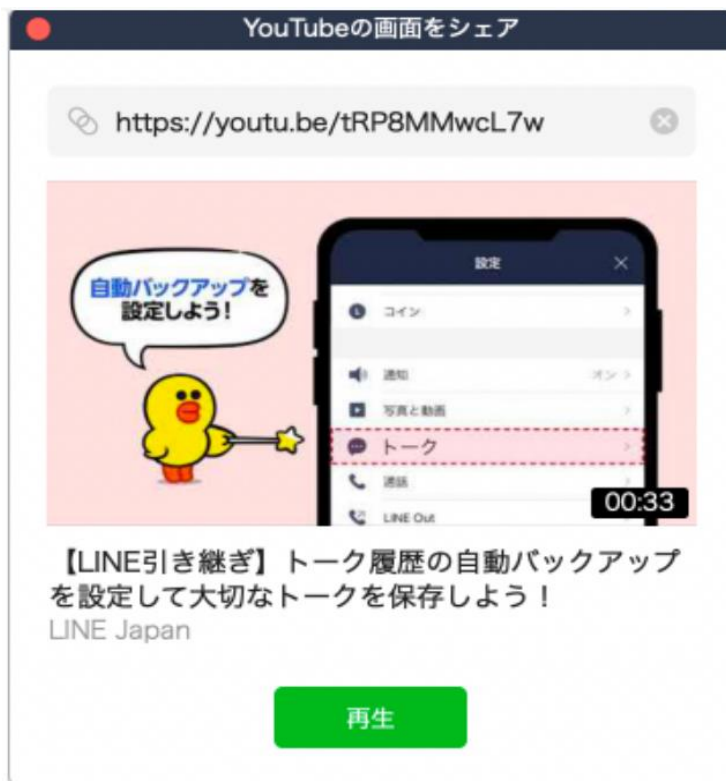 YouTubeの画面をシェア
https://youtu.be/tRP8MMwcL7w
自動バックアップを
設定しよう！
設定
コイン
通知 オン
写真と動画
トーク
通話
LINE Out
00:33
【LINE引き継ぎ】トーク履歴の自動バックアップ
を設定して大切なトークを保存しよう！
LINE Japan
再生